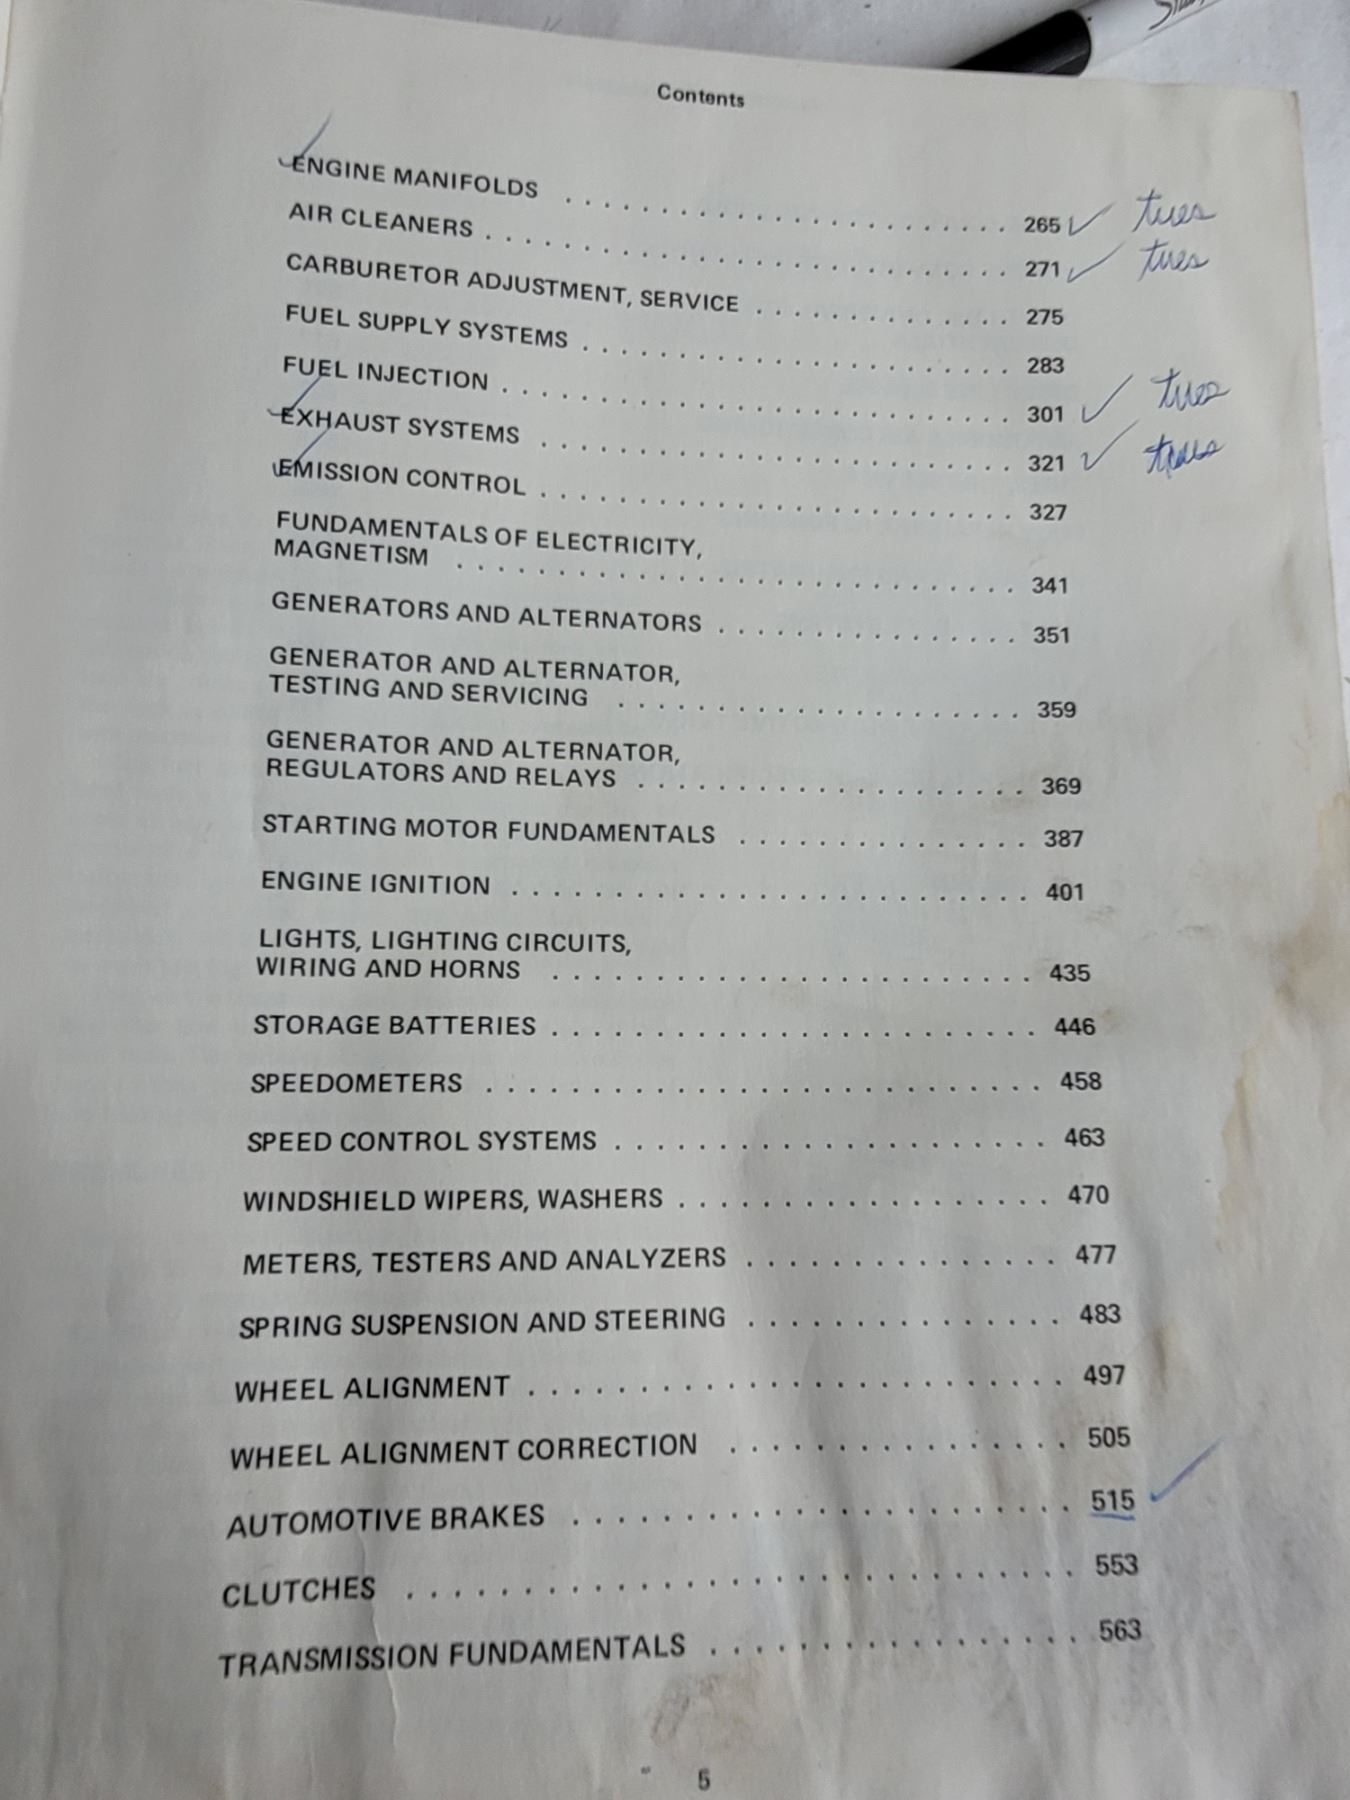 Contents
ENGINE MANIFOLDS . . . . . . . . . . . . . . . . . . . . . . . . . . . . 265 ✓ tues
AIR CLEANERS . . . . . . . . . . . . . . . . . . . . . . . . . . . . . . . . . 271 ✓ tues
CARBURETOR ADJUSTMENT, SERVICE . . . . . . . . . . . . . . 275
FUEL SUPPLY SYSTEMS . . . . . . . . . . . . . . . . . . . . . . . . . . . 283
FUEL INJECTION . . . . . . . . . . . . . . . . . . . . . . . . . . . . . . . . 301 ✓ tues
EXHAUST SYSTEMS . . . . . . . . . . . . . . . . . . . . . . . . . . . . . 321 ✓ tues
EMISSION CONTROL . . . . . . . . . . . . . . . . . . . . . . . . . . . . . 327
FUNDAMENTALS OF ELECTRICITY,
MAGNETISM . . . . . . . . . . . . . . . . . . . . . . . . . . . . . . . . . . 341
GENERATORS AND ALTERNATORS . . . . . . . . . . . . . . . . . 351
GENERATOR AND ALTERNATOR,
TESTING AND SERVICING . . . . . . . . . . . . . . . . . . . . . . . 359
GENERATOR AND ALTERNATOR,
REGULATORS AND RELAYS . . . . . . . . . . . . . . . . . . . . . . 369
STARTING MOTOR FUNDAMENTALS . . . . . . . . . . . . . . . 387
ENGINE IGNITION . . . . . . . . . . . . . . . . . . . . . . . . . . . . . 401
LIGHTS, LIGHTING CIRCUITS,
WIRING AND HORNS . . . . . . . . . . . . . . . . . . . . . . . . . . 435
STORAGE BATTERIES . . . . . . . . . . . . . . . . . . . . . . . . . . . 446
SPEEDOMETERS . . . . . . . . . . . . . . . . . . . . . . . . . . . . . . . 458
SPEED CONTROL SYSTEMS . . . . . . . . . . . . . . . . . . . . . . . 463
WINDSHIELD WIPERS, WASHERS . . . . . . . . . . . . . . . . . . . 470
METERS, TESTERS AND ANALYZERS . . . . . . . . . . . . . . . 477
SPRING SUSPENSION AND STEERING . . . . . . . . . . . . . . . 483
WHEEL ALIGNMENT . . . . . . . . . . . . . . . . . . . . . . . . . . . 497
WHEEL ALIGNMENT CORRECTION . . . . . . . . . . . . . . . . 505
AUTOMOTIVE BRAKES . . . . . . . . . . . . . . . . . . . . . . . . . 515 ✓
CLUTCHES . . . . . . . . . . . . . . . . . . . . . . . . . . . . . . . . . . . 553
TRANSMISSION FUNDAMENTALS . . . . . . . . . . . . . . . . . 563
5